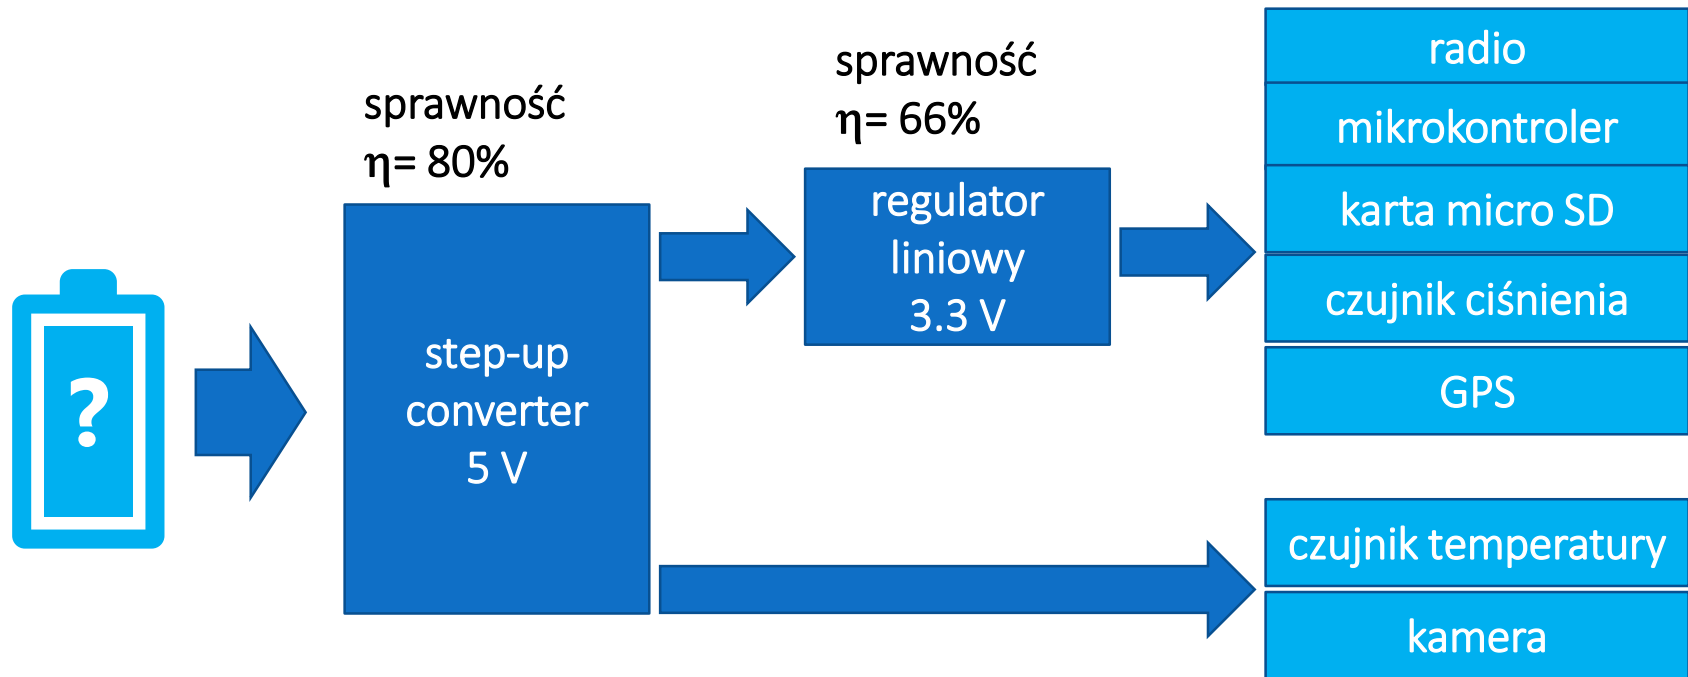 sprawność
η= 80%
sprawność
η= 66%
?
step-up
converter
5 V
regulator
liniowy
3.3 V
radio
mikrokontroler
karta micro SD
czujnik ciśnienia
GPS
czujnik temperatury
kamera